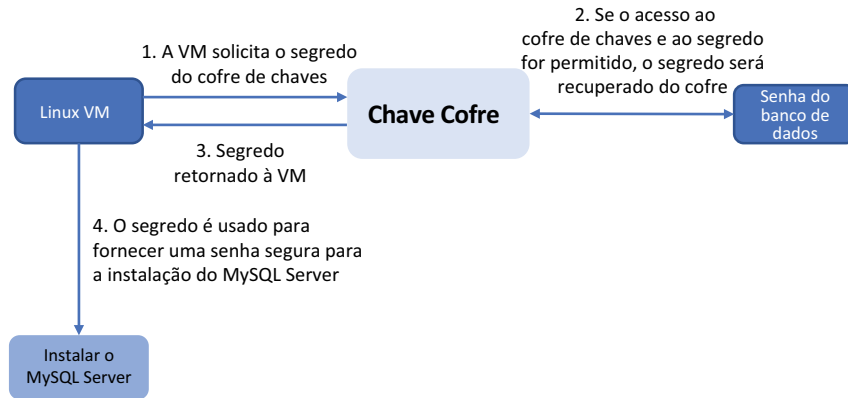 1. A VM solicita o segredo
do cofre de chaves
2. Se o acesso ao
cofre de chaves e ao segredo
for permitido, o segredo será
recuperado do cofre
Linux VM
Chave Cofre
Senha do
banco de
dados
3. Segredo
retornado à VM
4. O segredo é usado para
fornecer uma senha segura para
a instalação do MySQL Server
Instalar o
MySQL Server